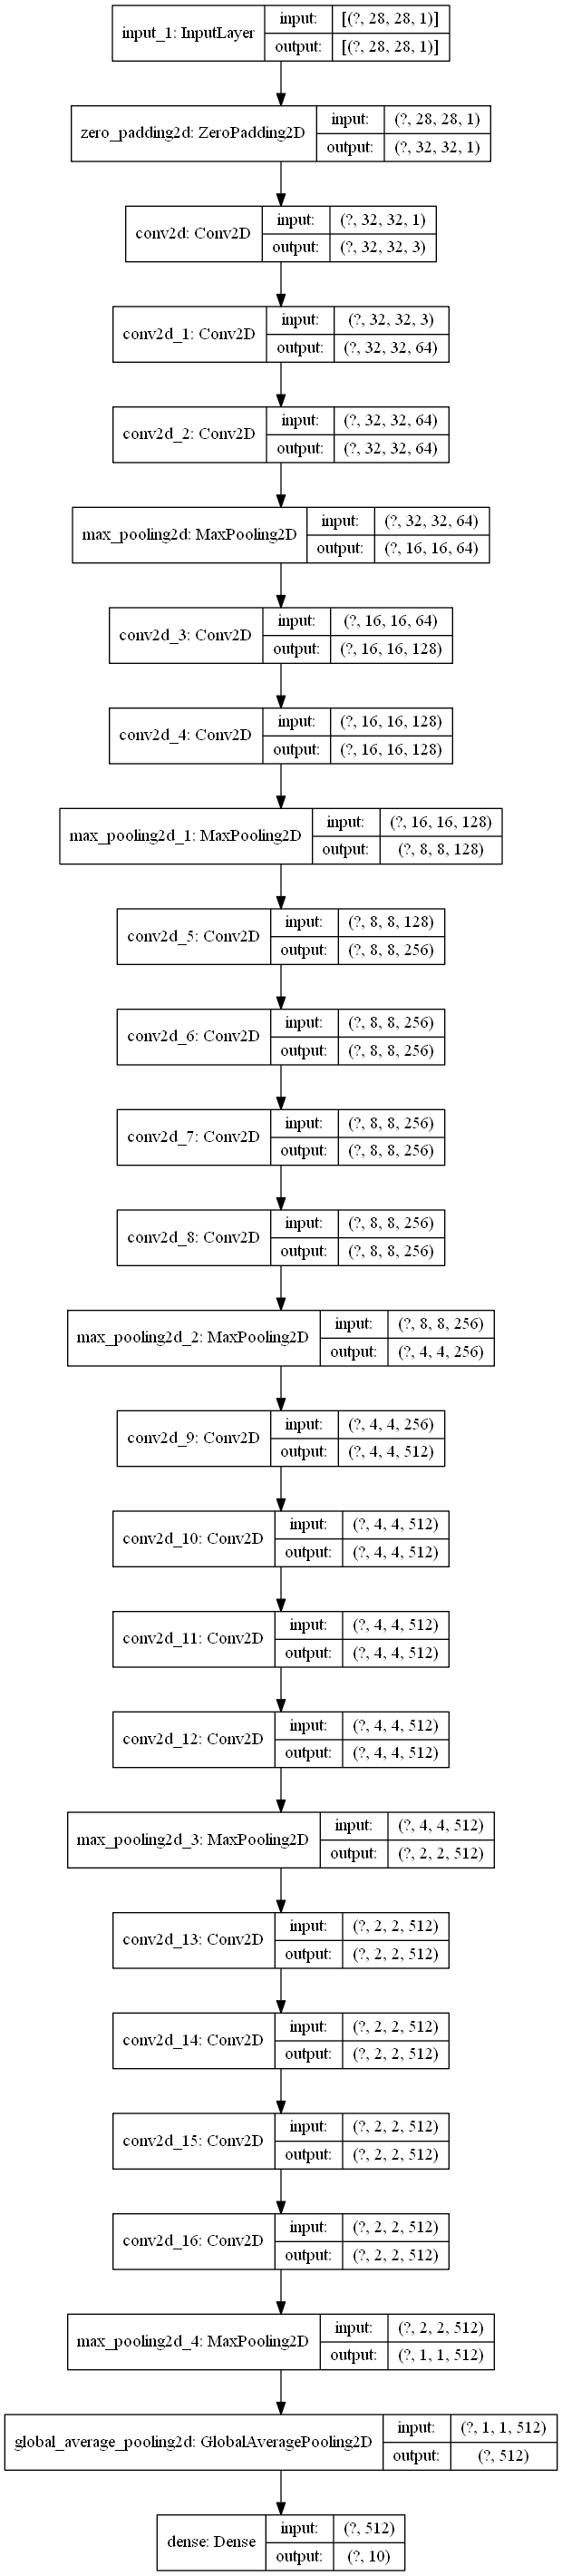 input_1: InputLayer input: [(?, 28, 28, 1)]
output: [(?, 28, 28, 1)]
zero_padding2d: ZeroPadding2D input: (?, 28, 28, 1)
output: (?, 32, 32, 1)
conv2d: Conv2D input: (?, 32, 32, 1)
output: (?, 32, 32, 3)
conv2d_1: Conv2D input: (?, 32, 32, 3)
output: (?, 32, 32, 64)
conv2d_2: Conv2D input: (?, 32, 32, 64)
output: (?, 32, 32, 64)
max_pooling2d: MaxPooling2D input: (?, 32, 32, 64)
output: (?, 16, 16, 64)
conv2d_3: Conv2D input: (?, 16, 16, 64)
output: (?, 16, 16, 128)
conv2d_4: Conv2D input: (?, 16, 16, 128)
output: (?, 16, 16, 128)
max_pooling2d_1: MaxPooling2D input: (?, 16, 16, 128)
output: (?, 8, 8, 128)
conv2d_5: Conv2D input: (?, 8, 8, 128)
output: (?, 8, 8, 256)
conv2d_6: Conv2D input: (?, 8, 8, 256)
output: (?, 8, 8, 256)
conv2d_7: Conv2D input: (?, 8, 8, 256)
output: (?, 8, 8, 256)
conv2d_8: Conv2D input: (?, 8, 8, 256)
output: (?, 8, 8, 256)
max_pooling2d_2: MaxPooling2D input: (?, 8, 8, 256)
output: (?, 4, 4, 256)
conv2d_9: Conv2D input: (?, 4, 4, 256)
output: (?, 4, 4, 512)
conv2d_10: Conv2D input: (?, 4, 4, 512)
output: (?, 4, 4, 512)
conv2d_11: Conv2D input: (?, 4, 4, 512)
output: (?, 4, 4, 512)
conv2d_12: Conv2D input: (?, 4, 4, 512)
output: (?, 4, 4, 512)
max_pooling2d_3: MaxPooling2D input: (?, 4, 4, 512)
output: (?, 2, 2, 512)
conv2d_13: Conv2D input: (?, 2, 2, 512)
output: (?, 2, 2, 512)
conv2d_14: Conv2D input: (?, 2, 2, 512)
output: (?, 2, 2, 512)
conv2d_15: Conv2D input: (?, 2, 2, 512)
output: (?, 2, 2, 512)
conv2d_16: Conv2D input: (?, 2, 2, 512)
output: (?, 2, 2, 512)
max_pooling2d_4: MaxPooling2D input: (?, 2, 2, 512)
output: (?, 1, 1, 512)
global_average_pooling2d: GlobalAveragePooling2D input: (?, 1, 1, 512)
output: (?, 512)
dense: Dense input: (?, 512)
output: (?, 10)